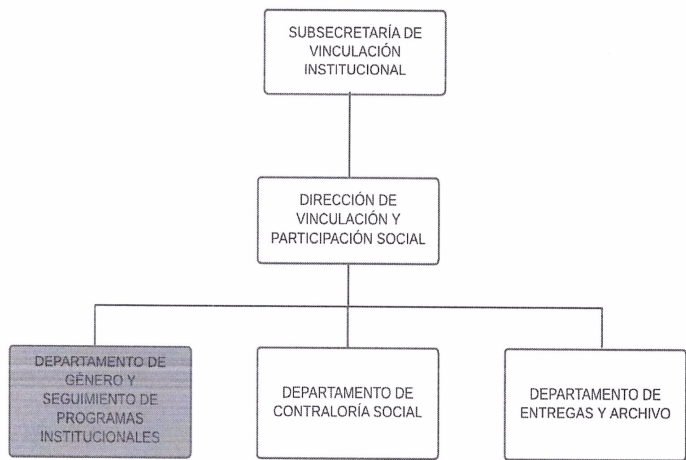 SUBSECRETARÍA DE
VINCULACIÓN
INSTITUCIONAL
DIRECCIÓN DE
VINCULACIÓN Y
PARTICIPACIÓN SOCIAL
DEPARTAMENTO DE
GÉNERO Y
SEGUIMIENTO DE
PROGRAMAS
INSTITUCIONALES
DEPARTAMENTO DE
CONTRALORÍA SOCIAL
DEPARTAMENTO DE
ENTREGAS Y ARCHIVO